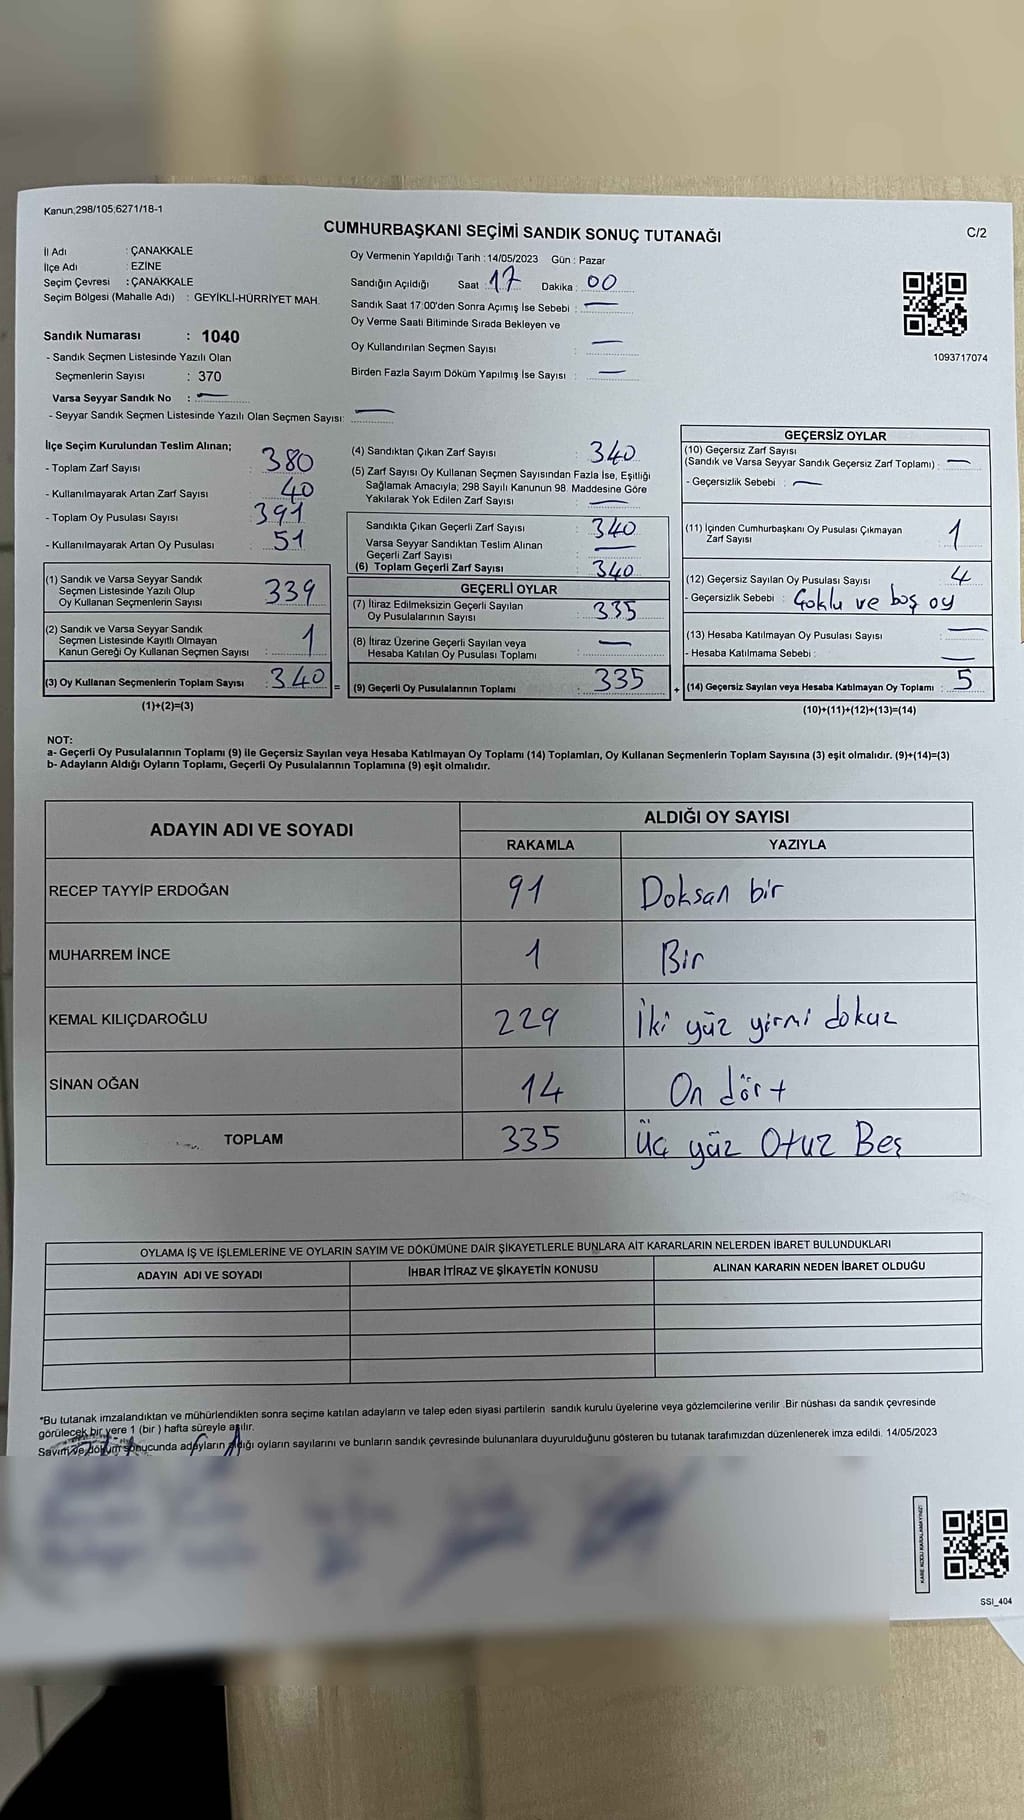 Kanun;298/105;6271/18-1
CUMHURBAŞKANI SEÇİMİ SANDIK SONUÇ TUTANAĞI
C/2
İl Adı : ÇANAKKALE
İlçe Adı : EZİNE
Seçim Çevresi : ÇANAKKALE
Seçim Bölgesi (Mahalle Adı) : GEYİKLİ-HÜRRİYET MAH.
Sandık Numarası : 1040
- Sandık Seçmen Listesinde Yazılı Olan
Seçmenlerin Sayısı : 370
Varsa Seyyar Sandık No : —
- Seyyar Sandık Seçmen Listesinde Yazılı Olan Seçmen Sayısı: —
Oy Vermenin Yapıldığı Tarih : 14/05/2023 Gün : Pazar
Sandığın Açıldığı Saat : 17 Dakika : 00
Sandık Saat 17:00'den Sonra Açımış İse Sebebi : —
Oy Verme Saati Bitiminde Sırada Bekleyen ve
Oy Kullandırılan Seçmen Sayısı : —
Birden Fazla Sayım Döküm Yapılmış İse Sayısı : —
1093717074
İlçe Seçim Kurulundan Teslim Alınan;
- Toplam Zarf Sayısı : 380
- Kullanılmayarak Artan Zarf Sayısı : 40
- Toplam Oy Pusulası Sayısı : 391
- Kullanılmayarak Artan Oy Pusulası : 51
(1) Sandık ve Varsa Seyyar Sandık
Seçmen Listesinde Yazılı Olup
Oy Kullanan Seçmenlerin Sayısı : 339
(2) Sandık ve Varsa Seyyar Sandık
Seçmen Listesinde Kayıtlı Olmayan
Kanun Gereği Oy Kullanan Seçmen Sayısı : 1
(3) Oy Kullanan Seçmenlerin Toplam Sayısı : 340 =
(1)+(2)=(3)
(4) Sandıktan Çıkan Zarf Sayısı : 340
(5) Zarf Sayısı Oy Kullanan Seçmen Sayısından Fazla İse, Eşitliği
Sağlamak Amacıyla; 298 Sayılı Kanunun 98. Maddesine Göre
Yakılarak Yok Edilen Zarf Sayısı : —
Sandıkta Çıkan Geçerli Zarf Sayısı : 340
Varsa Seyyar Sandıktan Teslim Alınan
Geçerli Zarf Sayısı : —
(6) Toplam Geçerli Zarf Sayısı : 340
GEÇERLİ OYLAR
(7) İtiraz Edilmeksizin Geçerli Sayılan
Oy Pusulalarının Sayısı : 335
(8) İtiraz Üzerine Geçerli Sayılan veya
Hesaba Katılan Oy Pusulası Toplamı : —
(9) Geçerli Oy Pusulalarının Toplamı : 335 +
GEÇERSİZ OYLAR
(10) Geçersiz Zarf Sayısı
(Sandık ve Varsa Seyyar Sandık Geçersiz Zarf Toplamı) : —
- Geçersizlik Sebebi : —
(11) İçinden Cumhurbaşkanı Oy Pusulası Çıkmayan
Zarf Sayısı : 1
(12) Geçersiz Sayılan Oy Pusulası Sayısı : 4
- Geçersizlik Sebebi : Çoklu ve boş oy
(13) Hesaba Katılmayan Oy Pusulası Sayısı : —
- Hesaba Katılmama Sebebi : —
(14) Geçersiz Sayılan veya Hesaba Katılmayan Oy Toplamı : 5
(10)+(11)+(12)+(13)=(14)
NOT:
a- Geçerli Oy Pusulalarının Toplamı (9) ile Geçersiz Sayılan veya Hesaba Katılmayan Oy Toplamı (14) Toplamları, Oy Kullanan Seçmenlerin Toplam Sayısına (3) eşit olmalıdır. (9)+(14)=(3)
b- Adayların Aldığı Oyların Toplamı, Geçerli Oy Pusulalarının Toplamına (9) eşit olmalıdır.
ADAYIN ADI VE SOYADI
ALDIĞI OY SAYISI
RAKAMLA YAZIYLA
RECEP TAYYİP ERDOĞAN 91 Doksan bir
MUHARREM İNCE 1 Bir
KEMAL KILIÇDAROĞLU 229 İki yüz yirmi dokuz
SİNAN OĞAN 14 On dört
TOPLAM 335 Üç yüz Otuz Beş
OYLAMA İŞ VE İŞLEMLERİNE VE OYLARIN SAYIM VE DÖKÜMÜNE DAİR ŞİKAYETLERLE BUNLARA AİT KARARLARIN NELERDEN İBARET BULUNDUKLARI
ADAYIN ADI VE SOYADI İHBAR İTİRAZ VE ŞİKAYETİN KONUSU ALINAN KARARIN NEDEN İBARET OLDUĞU
*Bu tutanak imzalandıktan ve mühürlendikten sonra seçime katılan adayların ve talep eden siyasi partilerin sandık kurulu üyelerine veya gözlemcilerine verilir .Bir nüshası da sandık çevresinde
görülecek bir yere 1 (bir ) hafta süreyle asılır.
Sayım ve döküm sonucunda adayların aldığı oyların sayılarını ve bunların sandık çevresinde bulunanlara duyurulduğunu gösteren bu tutanak tarafımızdan düzenlenerek imza edildi. 14/05/2023
SSI_404